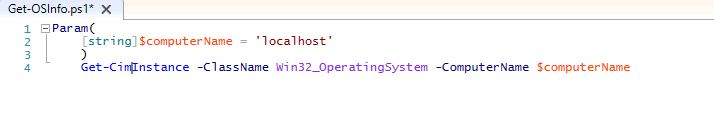 Get-OSInfo.ps1* X
1 Param(
2 [string]$computerName = 'localhost'
3 )
4 Get-CimInstance -ClassName Win32_OperatingSystem -ComputerName $computerName